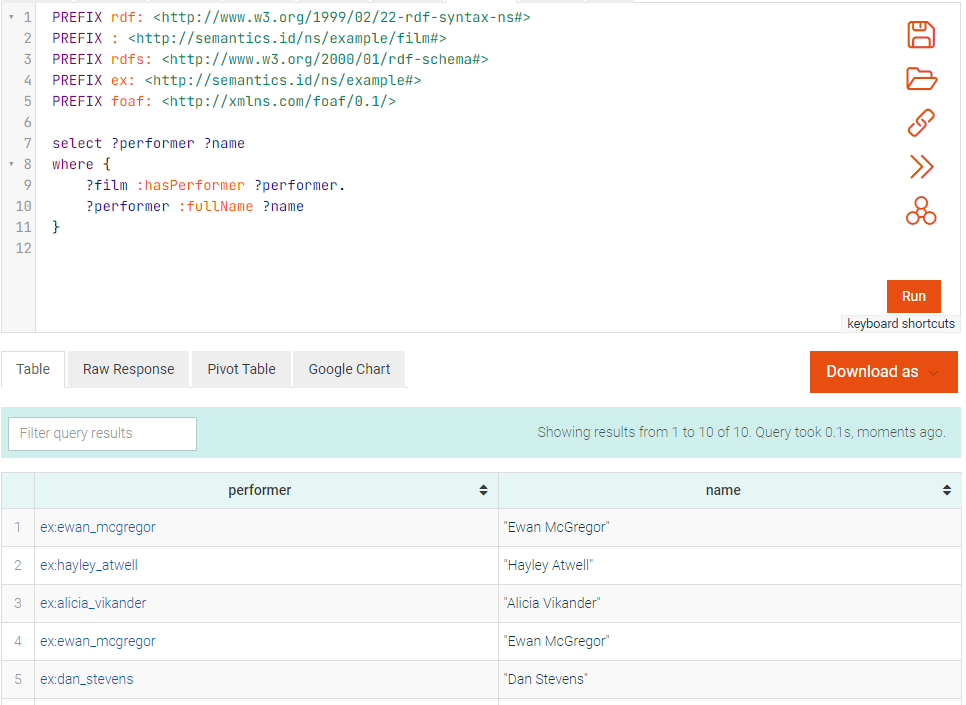 1 PREFIX rdf: <http://www.w3.org/1999/02/22-rdf-syntax-ns#>
2 PREFIX : <http://semantics.id/ns/example/film#>
3 PREFIX rdfs: <http://www.w3.org/2000/01/rdf-schema#>
4 PREFIX ex: <http://semantics.id/ns/example#>
5 PREFIX foaf: <http://xmlns.com/foaf/0.1/>
6
7 select ?performer ?name
8 where {
9 ?film :hasPerformer ?performer.
10 ?performer :fullName ?name
11 }
12
Run
keyboard shortcuts
Table Raw Response Pivot Table Google Chart Download as
Filter query results Showing results from 1 to 10 of 10. Query took 0.1s, moments ago.
performer name
1 ex:ewan_mcgregor "Ewan McGregor"
2 ex:hayley_atwell "Hayley Atwell"
3 ex:alicia_vikander "Alicia Vikander"
4 ex:ewan_mcgregor "Ewan McGregor"
5 ex:dan_stevens "Dan Stevens"